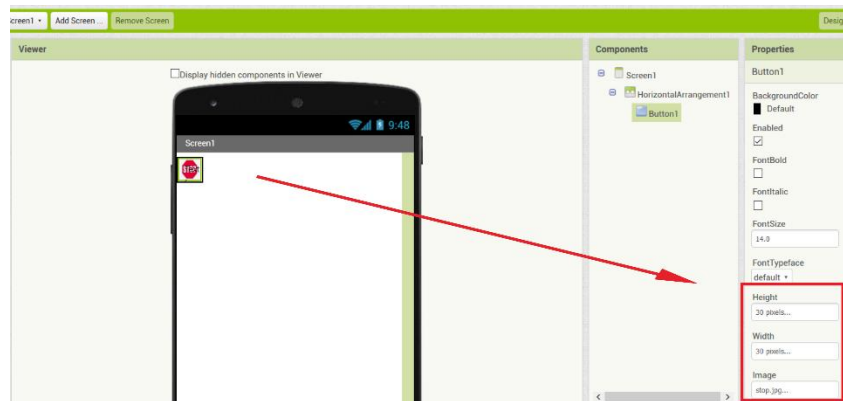 Screen1 Add Screen ... Remove Screen
Viewer
Components
Properties
Display hidden components in Viewer
9:48
Screen1
Screen1
HorizontalArrangement1
Button1
Button1
BackgroundColor
Default
Enabled
FontBold
FontItalic
FontSize
14.0
FontTypeface
default
Height
30 pixels...
Width
30 pixels...
Image
stop.jpg...